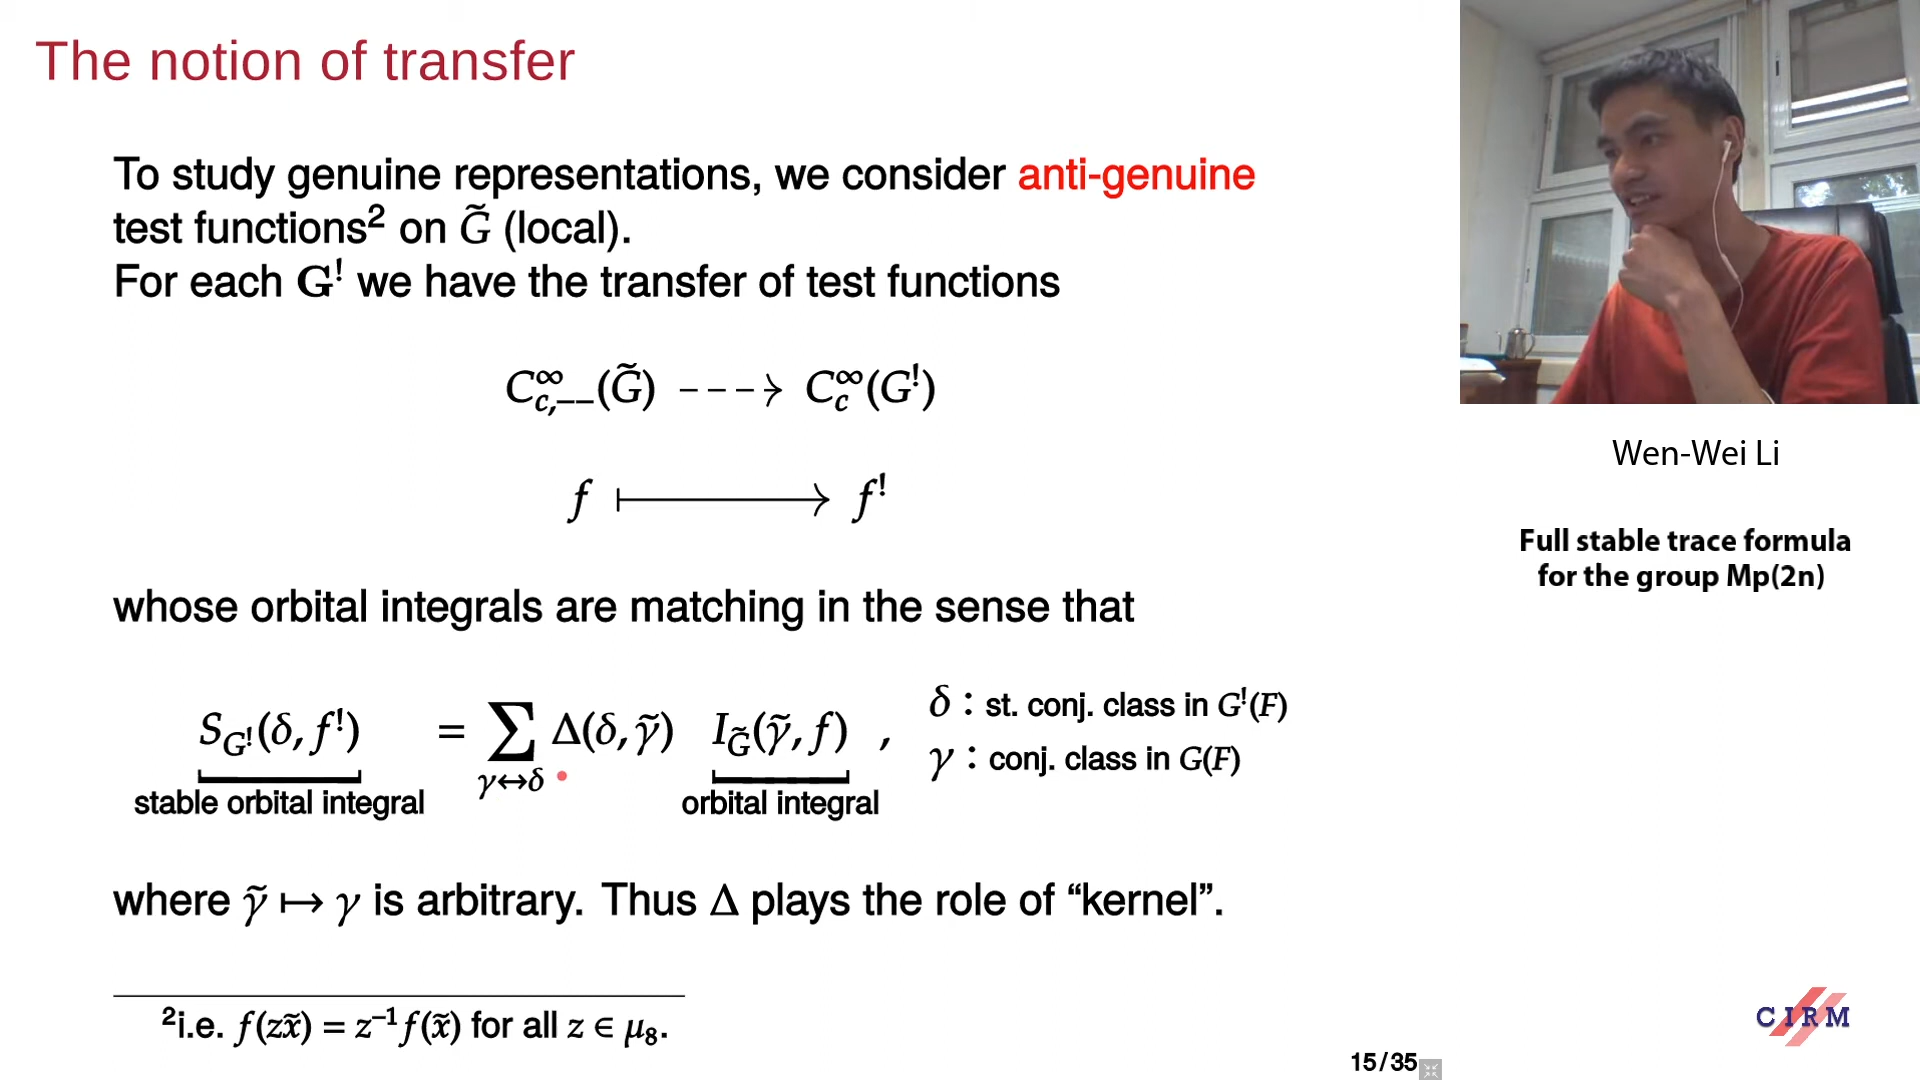 The notion of transfer
To study genuine representations, we consider anti-genuine
test functions² on G̃ (local).
For each G^! we have the transfer of test functions
C^∞_{c,−−}(G̃) ---→ C^∞_c(G^!)
f ⟼ f^!
whose orbital integrals are matching in the sense that
S_{G^!}(δ, f^!) = ∑_{γ↔δ} Δ(δ, γ̃) I_{G̃}(γ̃, f),
δ : st. conj. class in G^!(F)
γ : conj. class in G(F)
stable orbital integral
orbital integral
where γ̃ ↦ γ is arbitrary. Thus Δ plays the role of “kernel”.
²i.e. f(zx̃) = z⁻¹f(x̃) for all z ∈ μ₈.
15/35
Wen-Wei Li
Full stable trace formula
for the group Mp(2n)
CIRM